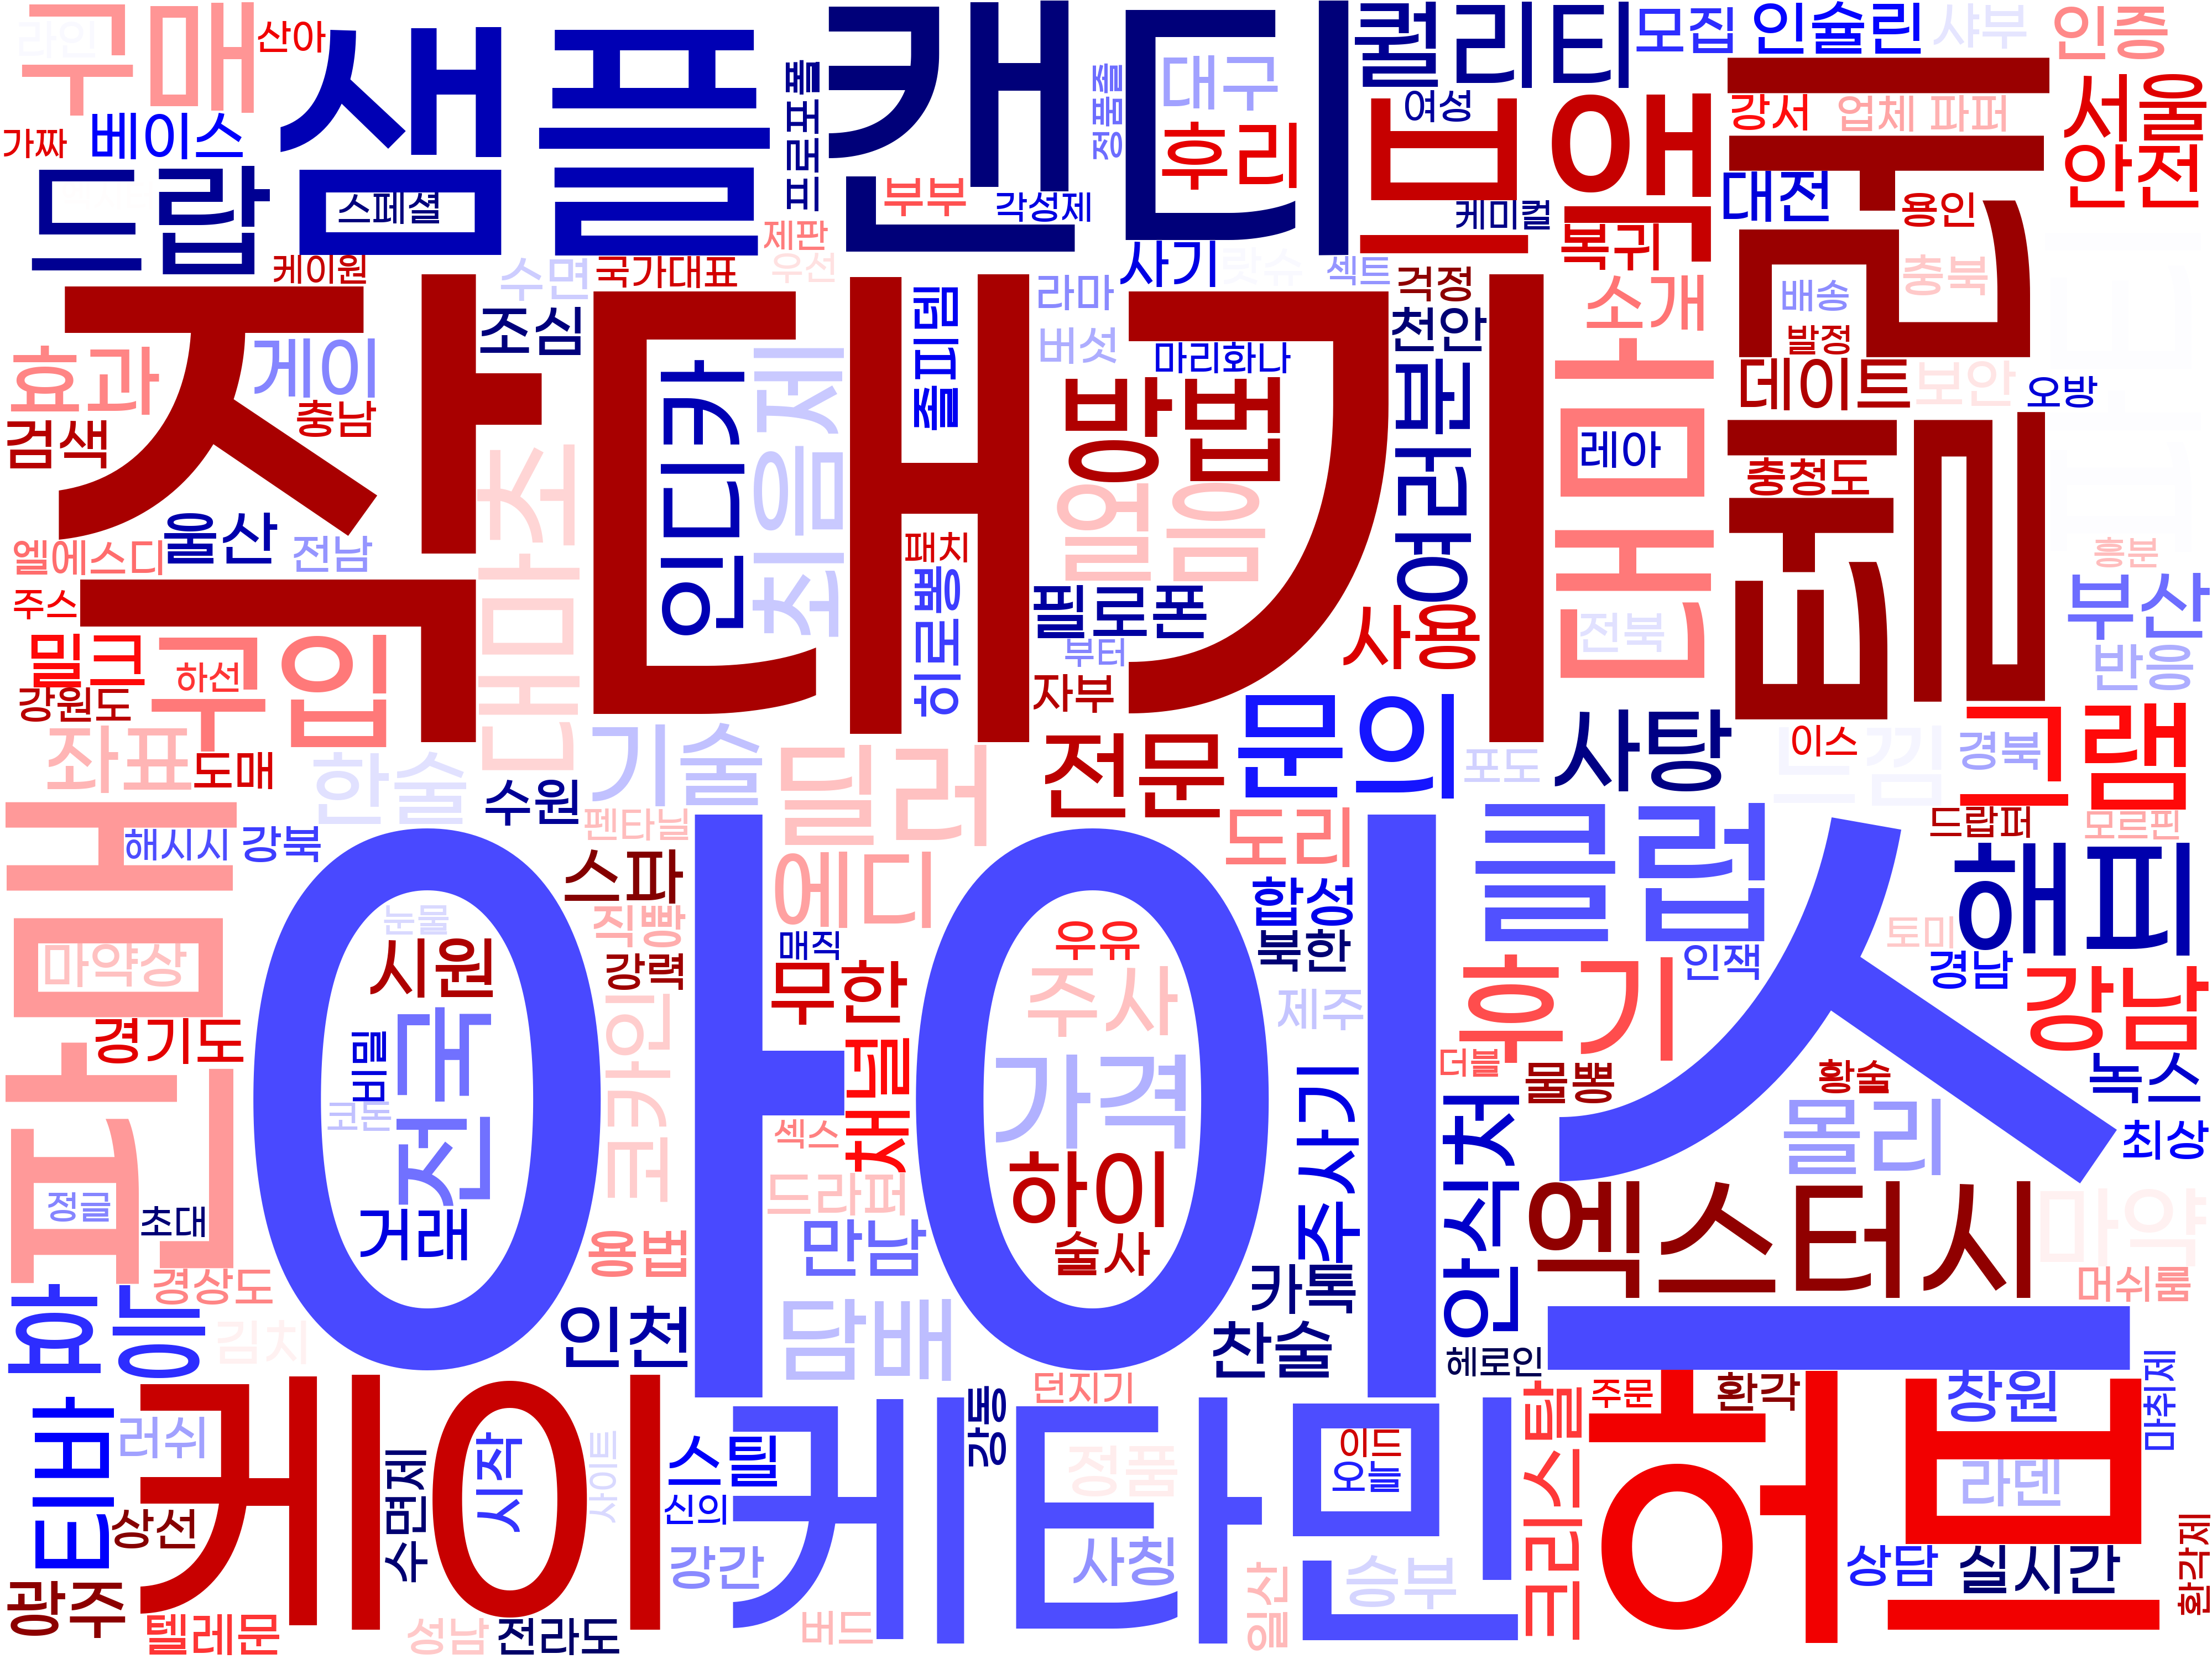 구매
라인
산아
샘플
캔디
퀄리티
모집
인슐린
샤부
인증
가짜
베이스
피로포폴
정품졸
대구
후리
여성
브액
강서
업체
파퍼
서울
안전
드랍
스페셜
부부
각성제
케미컬
복귀
대전
용인
떨
제판
우선
케이원
수면
국가대표
사기
랏슈
섹트
걱정
소개
배송
충북
발정
작대기
조심
졸피뎀
라마
버섯
마리화나
천안
데이트
보안
오방
효과
게이
충남
검색
인디카
최음제
방법
여러분
대마
레아
충청도
엘에스디
울산
전남
대마초
패치
믐
필로폰
사용
전북
흥분
부산
반응
주스
밀크
하선
구입
강원도
히로뽕
부터
자부
좌표
도매
한술
수원
기술
딜러
전문
문의
포도
사탕
느낌
이스
경북
그램
해시시
강북
펜타닐
스파
웨디
도리
클럽
드랍퍼
모르핀
해피
마약상
눈물
시원
직빵
강력
매직
무한
우유
주사
합성
북한
제주
후기
인잭
토미
경남
강남
경기도
비밀
전국
코돈
코카인
섹스
채널
가격
더블
물뽕
황술
녹스
몰리
최상
아이스
정글
초대
거래
용법
드라퍼
만남
하이
술사
주사기
안식처
카톡
엑스터시
마약
머쉬룸
효능
경상도
김치
인천
담배
찬술
헤로인
티바
러쉬
케이
수면제
시작
사이트
스틸
신의
강동
던지기
케타민
정품
이드
오늘
크리스탈
주문
환각
허브
창원
라덴
마취제
상선
강간
사칭
승부
상담
실시간
환각제
광주
텔레문
성남
전라도
버드
일산